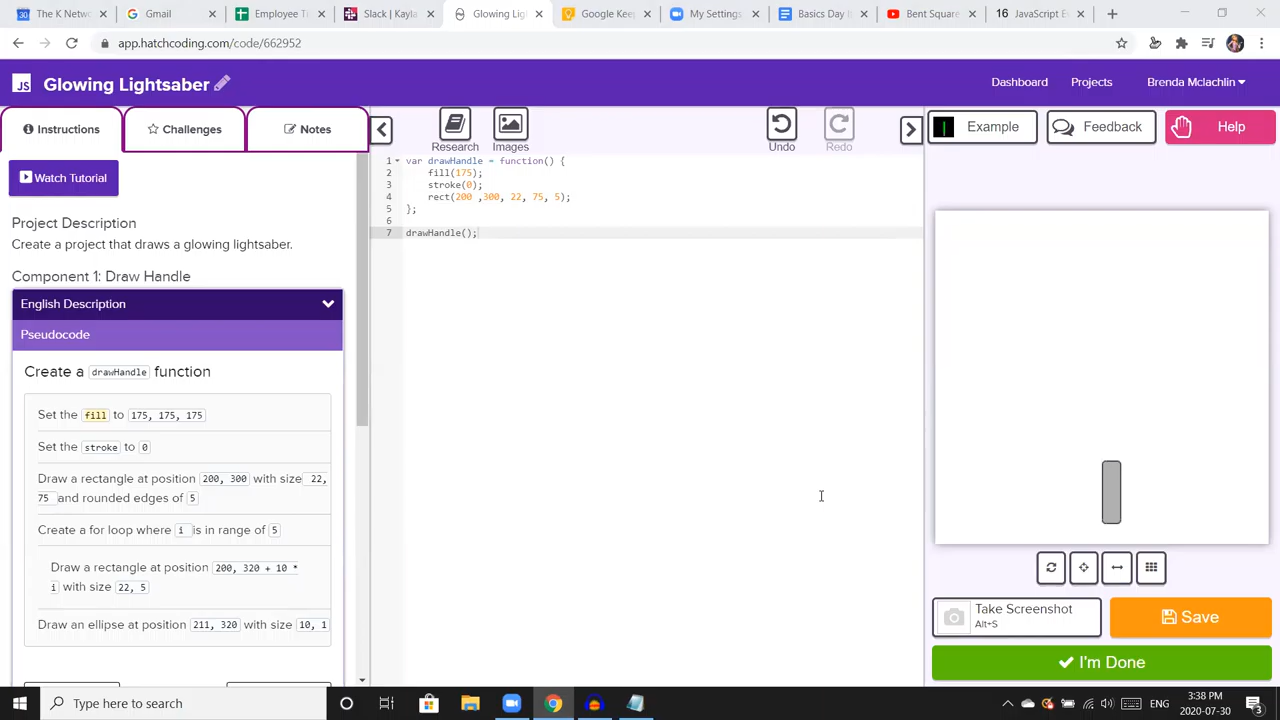 The K Netw
Gmail
Employee Ti
Slack | Kayla
Glowing Lig
Google Kee
My Settings
Basics Day
Bent Square
16 JavaScript E
app.hatchcoding.com/code/662952
JS Glowing Lightsaber
Dashboard
Projects
Brenda Mclachlin
Instructions
Challenges
Notes
Research
Images
Undo
Redo
Example
Feedback
Help
Watch Tutorial
Project Description
Create a project that draws a glowing lightsaber.
Component 1: Draw Handle
English Description
Pseudocode
Create a drawHandle function
Set the fill to 175, 175, 175
Set the stroke to 0
Draw a rectangle at position 200, 300 with size 22,
75 and rounded edges of 5
Create a for loop where i is in range of 5
Draw a rectangle at position 200, 320 + 10 *
i with size 22, 5
Draw an ellipse at position 211, 320 with size 10, 1
1 var drawHandle = function() {
2 fill(175);
3 stroke(0);
4 rect(200 ,300, 22, 75, 5);
5 };
6
7 drawHandle();
Take Screenshot
Alt+S
Save
I'm Done
Type here to search
ENG
3:38 PM
2020-07-30
3